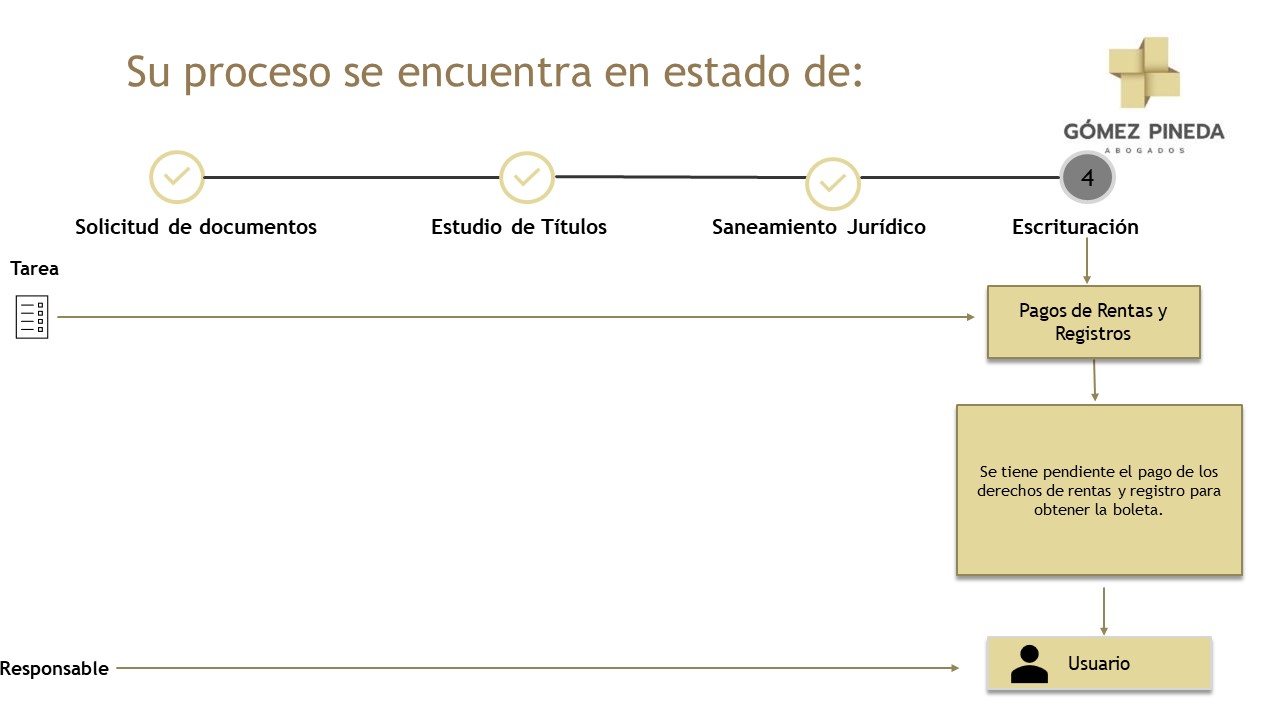 Su proceso se encuentra en estado de:
GÓMEZ PINEDA
ABOGADOS
4
Solicitud de documentos
Estudio de Títulos
Saneamiento Jurídico
Escrituración
Tarea
Pagos de Rentas y
Registros
Se tiene pendiente el pago de los
derechos de rentas y registro para
obtener la boleta.
Responsable
Usuario